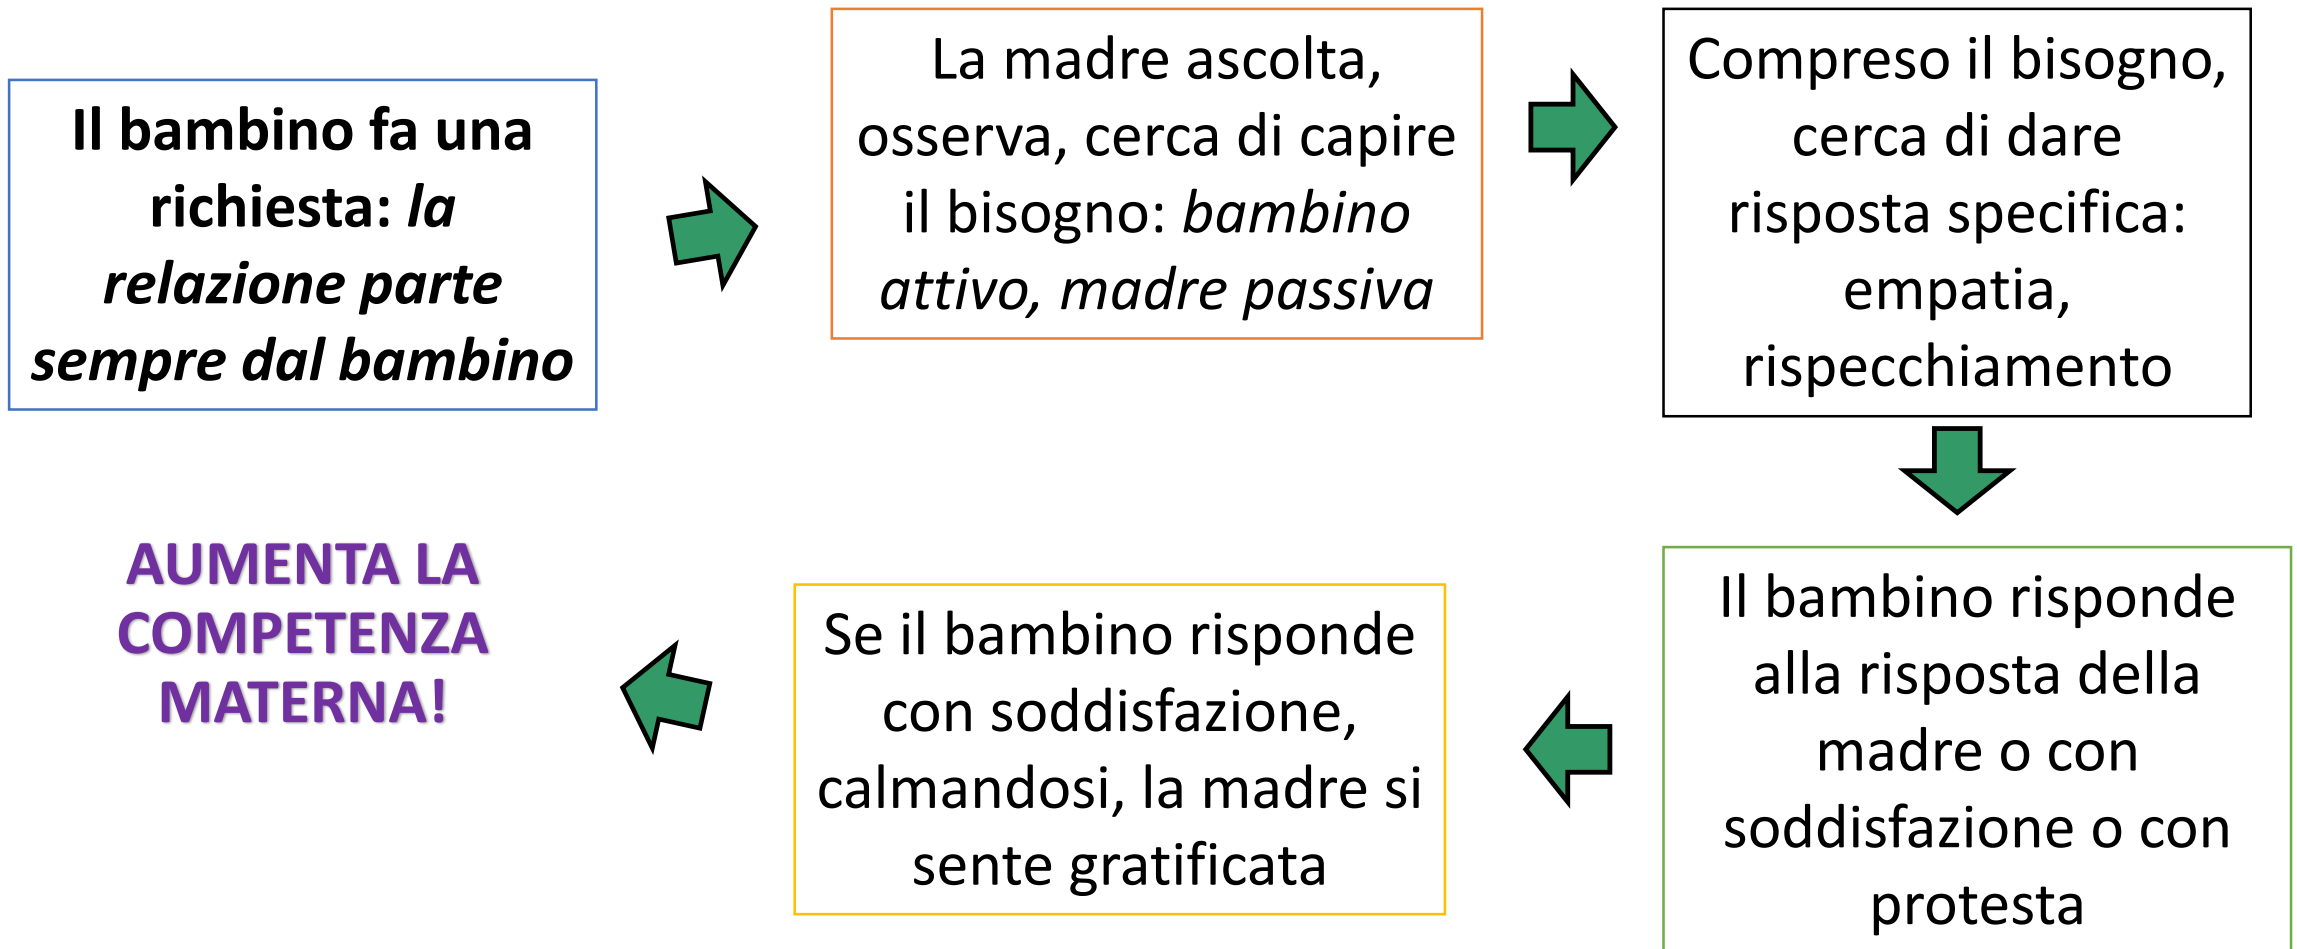 Il bambino fa una
richiesta: la
relazione parte
sempre dal bambino
La madre ascolta,
osserva, cerca di capire
il bisogno: bambino
attivo, madre passiva
Compreso il bisogno,
cerca di dare
risposta specifica:
empatia,
rispecchiamento
Il bambino risponde
alla risposta della
madre o con
soddisfazione o con
protesta
Se il bambino risponde
con soddisfazione,
calmandosi, la madre si
sente gratificata
AUMENTA LA
COMPETENZA
MATERNA!